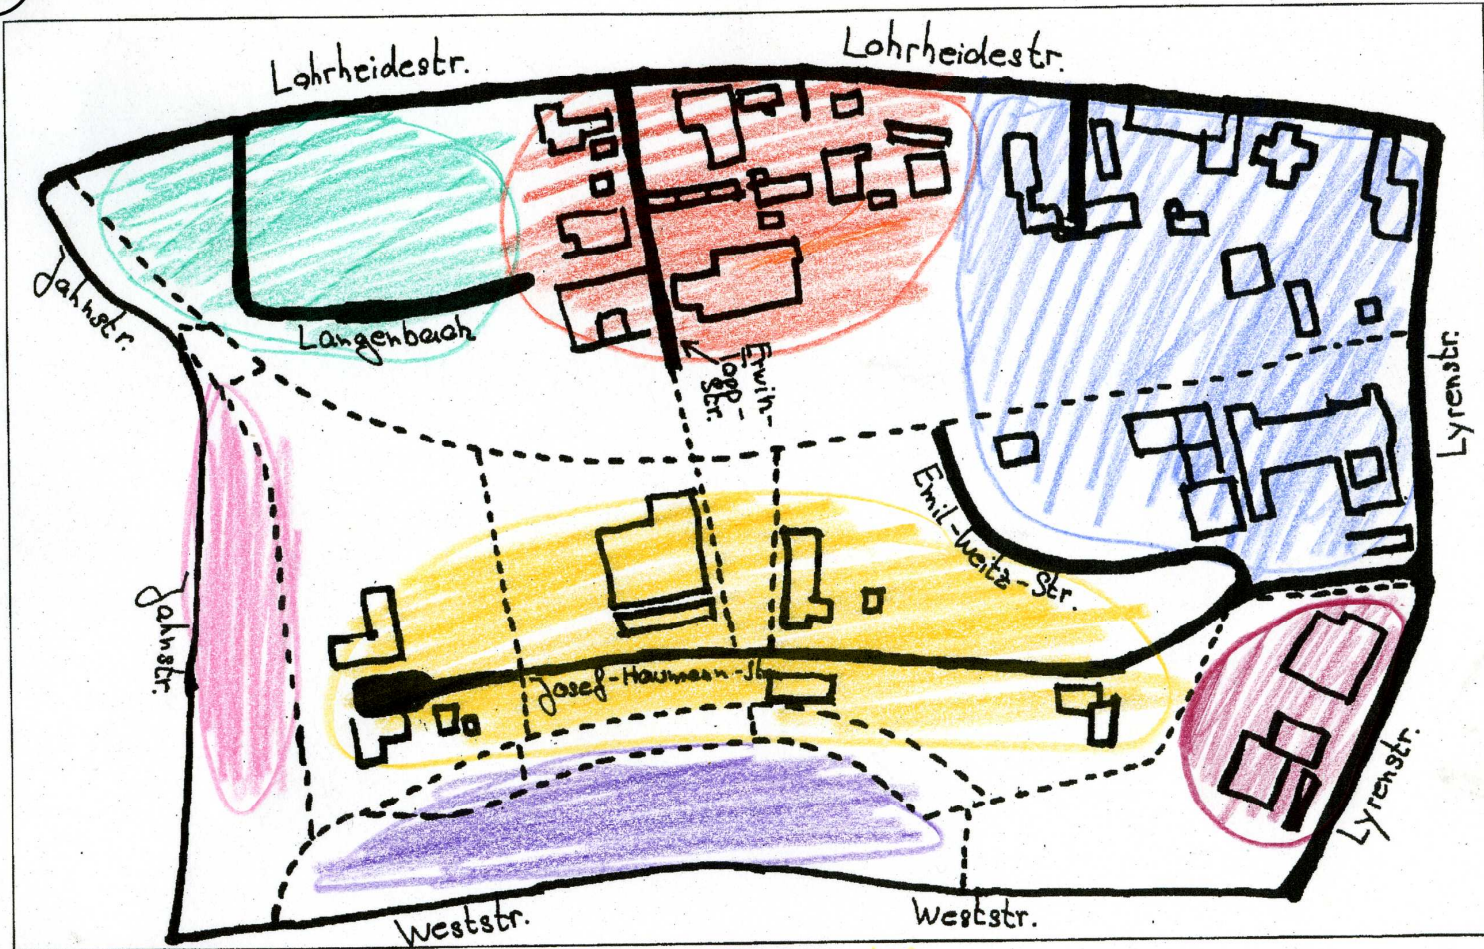 Lohrheidestr.
Lohrheidestr.
Jahnstr.
Langenbach
Erwin-
Topp-
Str.
Lyrenstr.
Emil-Weitz-Str.
Jahnstr.
Josef-Haumann-Str.
Lyrenstr.
Weststr.
Weststr.